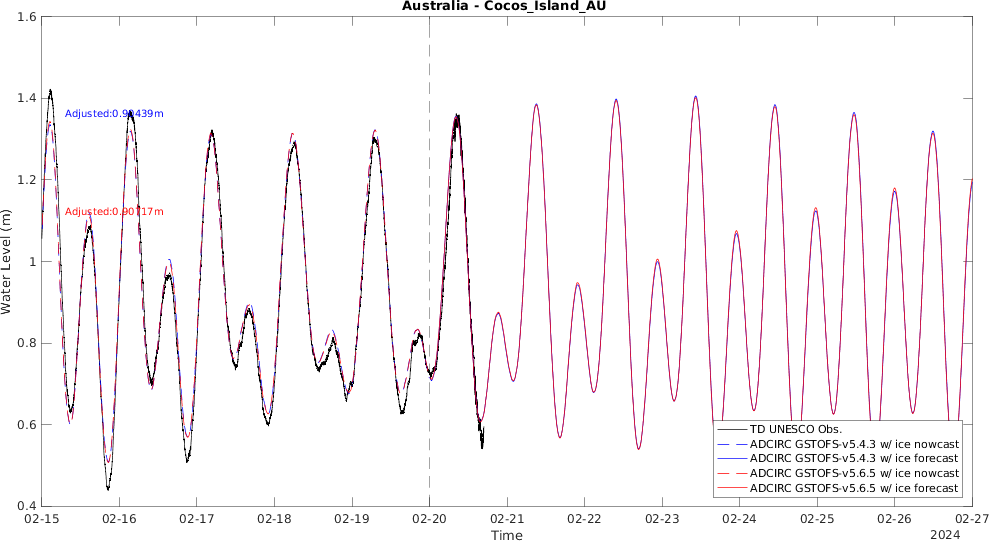 Australia - Cocos_Island_AU
1.6
1.4
1.2
1
0.8
0.6
0.4
Water Level (m)
Adjusted:0.90717m
TD UNESCO Obs.
ADCIRC GSTOFS-v5.4.3 w/ ice nowcast
ADCIRC GSTOFS-v5.4.3 w/ ice forecast
ADCIRC GSTOFS-v5.6.5 w/ ice nowcast
ADCIRC GSTOFS-v5.6.5 w/ ice forecast
02-15 02-16 02-17 02-18 02-19 02-20 02-21 02-22 02-23 02-24 02-25 02-26 02-27
Time
2024